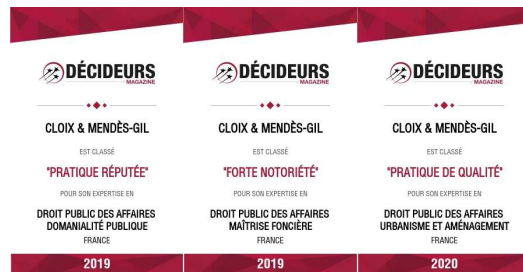 DÉCIDEURS
MAGAZINE
CLOIX & MENDÈS-GIL
EST CLASSÉ
"PRATIQUE RÉPUTÉE"
POUR SON EXPERTISE EN
DROIT PUBLIC DES AFFAIRES
DOMANIALITÉ PUBLIQUE
FRANCE
2019
DÉCIDEURS
MAGAZINE
CLOIX & MENDÈS-GIL
EST CLASSÉ
"FORTE NOTORIÉTÉ"
POUR SON EXPERTISE EN
DROIT PUBLIC DES AFFAIRES
MAÎTRISE FONCIÈRE
FRANCE
2019
DÉCIDEURS
MAGAZINE
CLOIX & MENDÈS-GIL
EST CLASSÉ
"PRATIQUE DE QUALITÉ"
POUR SON EXPERTISE EN
DROIT PUBLIC DES AFFAIRES
URBANISME ET AMÉNAGEMENT
FRANCE
2020